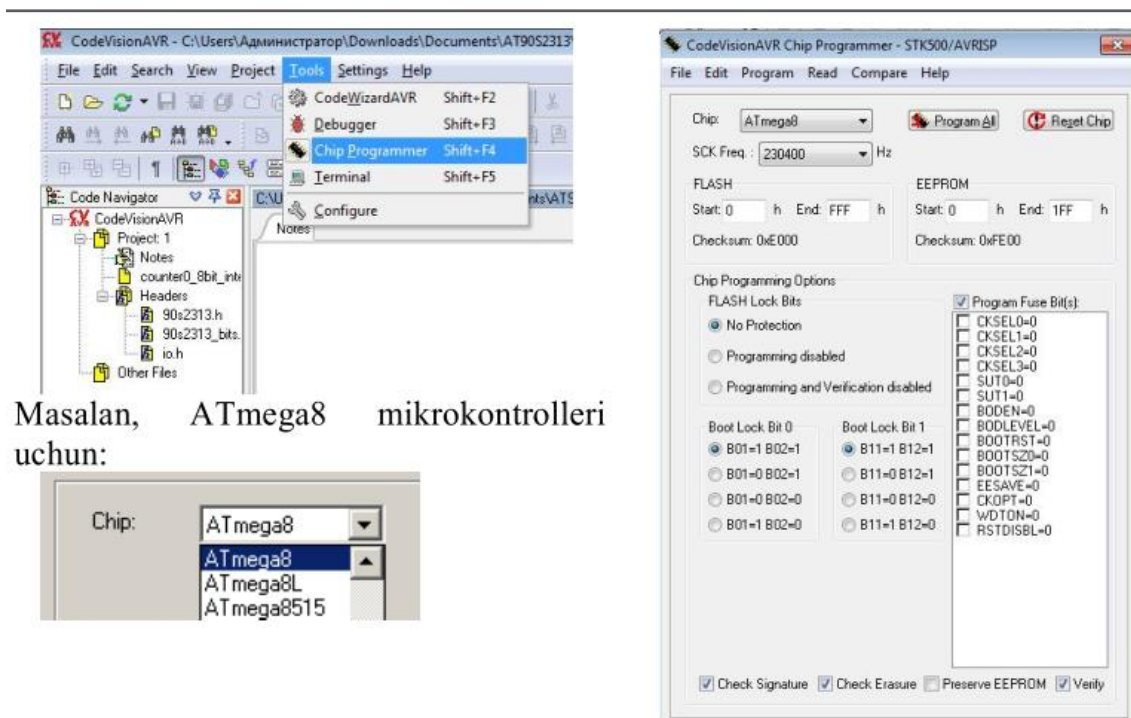 CodeVisionAVR - C:\Users\Администратор\Downloads\Documents\AT90S2313\
File Edit Search View Project Tools Settings Help
CodeWizardAVR Shift+F2
Debugger Shift+F3
Chip Programmer Shift+F4
Terminal Shift+F5
Configure
Code Navigator
CodeVisionAVR
Project: 1
Notes
counter0_8bit_inte
Headers
90s2313.h
90s2313_bits.
io.h
Other Files
Notes
Masalan, ATmega8 mikrokontrolleri
uchun:
Chip: ATmega8
ATmega8
ATmega8L
ATmega8515
CodeVisionAVR Chip Programmer - STK500/AVRISP
File Edit Program Read Compare Help
Chip: ATmega8 Program All Reset Chip
SCK Freq.: 230400 Hz
FLASH
Start: 0 h End: FFF h
Checksum: 0xE000
EEPROM
Start: 0 h End: 1FF h
Checksum: 0xFE00
Chip Programming Options
FLASH Lock Bits
No Protection
Programming disabled
Programming and Verification disabled
Boot Lock Bit 0
B01=1 B02=1
B01=0 B02=1
B01=0 B02=0
B01=1 B02=0
Boot Lock Bit 1
B11=1 B12=1
B11=0 B12=1
B11=0 B12=0
B11=1 B12=0
Program Fuse Bit(s):
CKSEL0=0
CKSEL1=0
CKSEL2=0
CKSEL3=0
SUT0=0
SUT1=0
BODEN=0
BODLEVEL=0
BOOTRST=0
BOOTSZ0=0
BOOTSZ1=0
EESAVE=0
CKOPT=0
WDTON=0
RSTDISBL=0
Check Signature Check Erasure Preserve EEPROM Verify